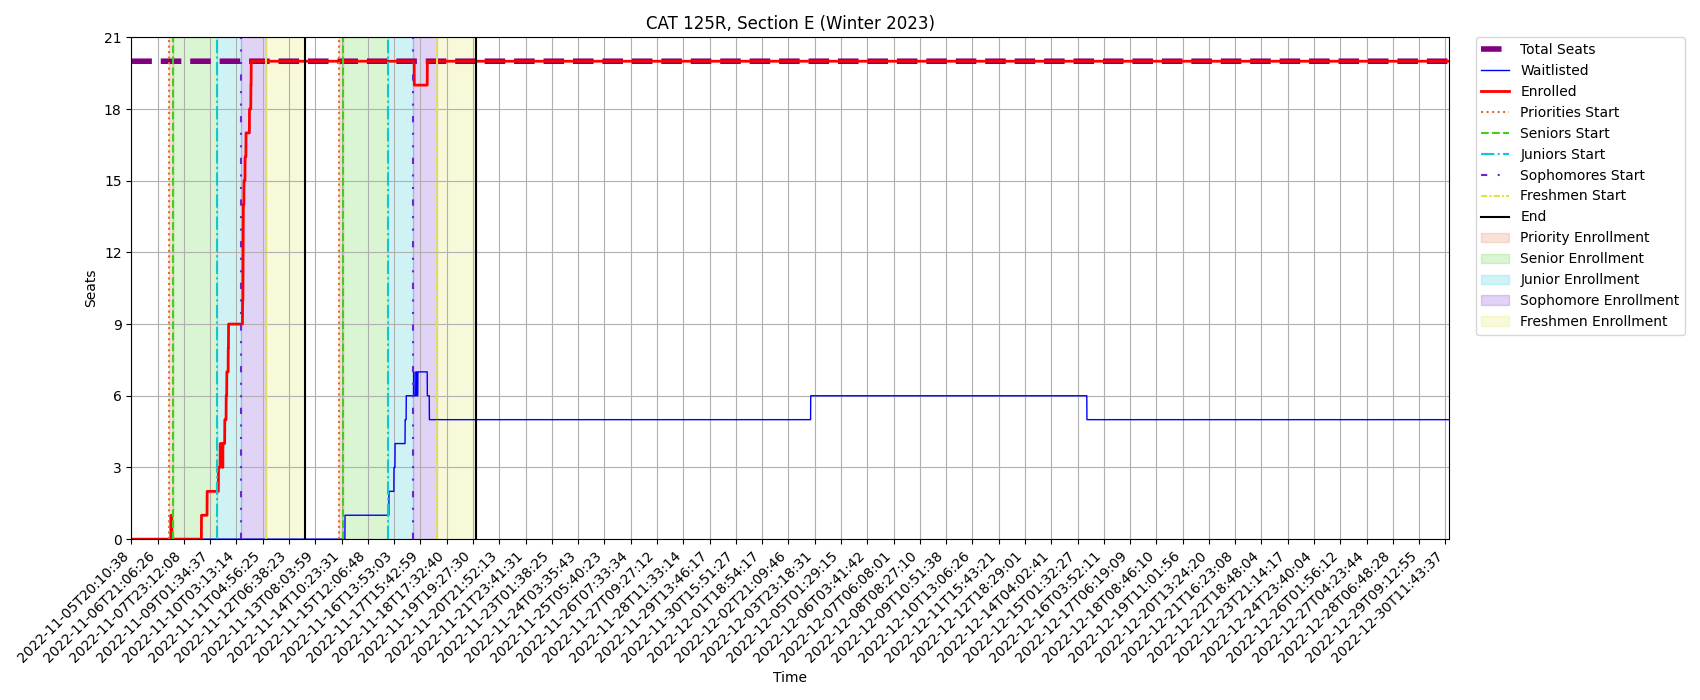 CAT 125R, Section E (Winter 2023)
21
18
15
12
9
6
3
0
Seats
2022-11-05T20:10:38
2022-11-06T21:06:26
2022-11-07T23:12:08
2022-11-09T01:34:37
2022-11-10T03:13:14
2022-11-11T04:56:23
2022-11-12T06:38:23
2022-11-13T08:03:59
2022-11-14T10:23:31
2022-11-15T12:06:48
2022-11-16T13:53:03
2022-11-17T15:42:59
2022-11-18T17:32:40
2022-11-19T19:27:30
2022-11-20T21:52:13
2022-11-21T23:41:31
2022-11-23T01:38:25
2022-11-24T03:35:43
2022-11-25T05:40:23
2022-11-26T07:33:34
2022-11-27T09:27:12
2022-11-28T11:33:14
2022-11-29T13:46:17
2022-11-30T15:51:27
2022-12-01T18:54:17
2022-12-02T21:09:46
2022-12-03T23:18:31
2022-12-05T01:29:15
2022-12-06T03:41:42
2022-12-07T06:08:01
2022-12-08T08:27:10
2022-12-09T10:51:38
2022-12-10T13:06:26
2022-12-11T15:43:21
2022-12-12T18:29:01
2022-12-14T04:02:41
2022-12-15T01:32:27
2022-12-16T03:52:11
2022-12-17T06:19:09
2022-12-18T08:46:10
2022-12-19T11:01:56
2022-12-20T13:24:20
2022-12-21T16:23:08
2022-12-22T18:48:04
2022-12-23T21:14:17
2022-12-24T23:40:04
2022-12-26T01:56:12
2022-12-27T04:23:44
2022-12-28T06:48:28
2022-12-29T09:12:55
2022-12-30T11:43:37
Time
Total Seats
Waitlisted
Enrolled
Priorities Start
Seniors Start
Juniors Start
Sophomores Start
Freshmen Start
End
Priority Enrollment
Senior Enrollment
Junior Enrollment
Sophomore Enrollment
Freshmen Enrollment